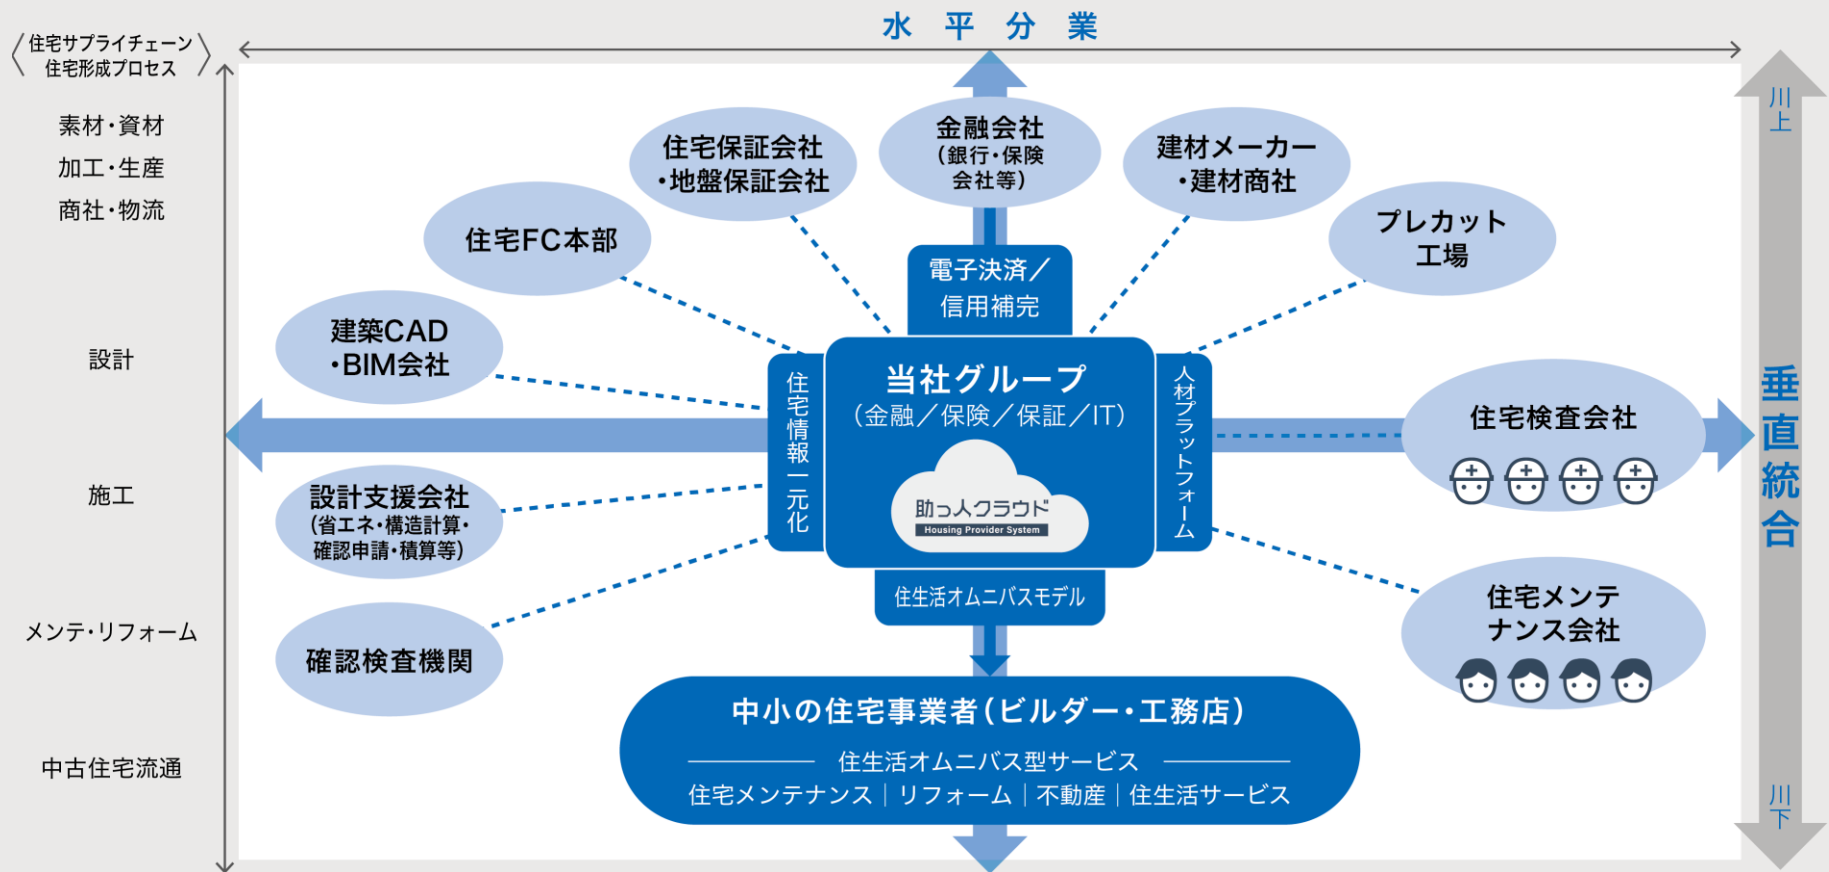 水平分業
〈住宅サプライチェーン
住宅形成プロセス〉
素材・資材
加工・生産
商社・物流
設計
施工
メンテ・リフォーム
中古住宅流通
川上
垂直統合
川下
金融会社
(銀行・保険
会社等)
住宅保証会社
・地盤保証会社
建材メーカー
・建材商社
住宅FC本部
プレカット
工場
建築CAD
・BIM会社
電子決済／
信用補完
当社グループ
(金融／保険／保証／IT)
助っ人クラウド
Housing Provider System
住宅情報一元化
人材プラットフォーム
住宅検査会社
設計支援会社
(省エネ・構造計算・
確認申請・積算等)
住生活オムニバスモデル
住宅メンテ
ナンス会社
確認検査機関
中小の住宅事業者(ビルダー・工務店)
住生活オムニバス型サービス
住宅メンテナンス｜リフォーム｜不動産｜住生活サービス